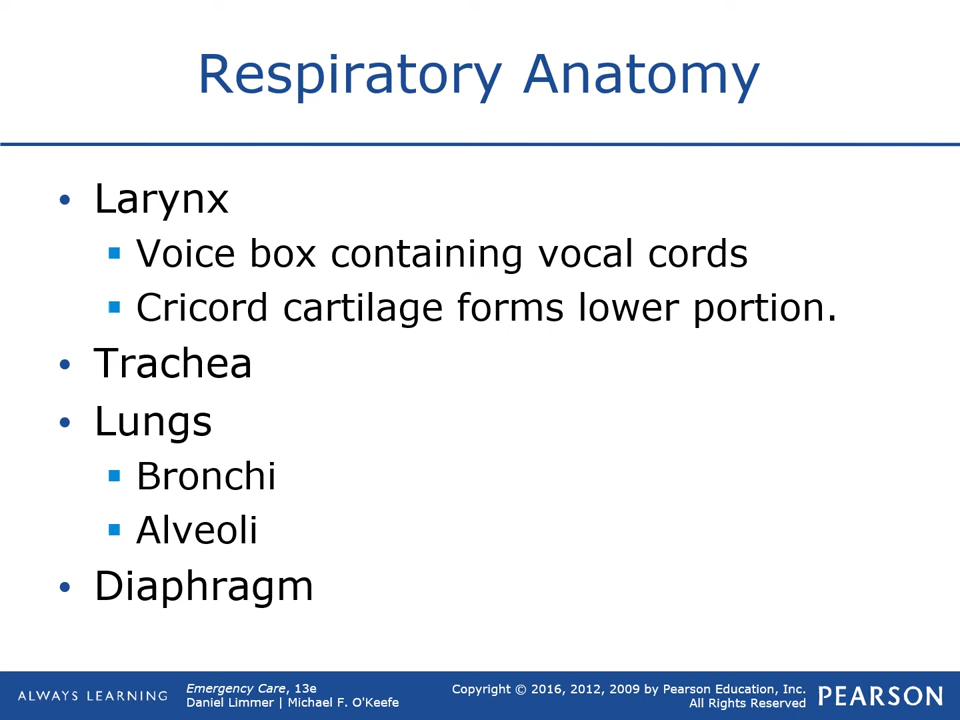 Respiratory Anatomy
• Larynx
▪ Voice box containing vocal cords
▪ Cricord cartilage forms lower portion.
• Trachea
• Lungs
▪ Bronchi
▪ Alveoli
• Diaphragm
ALWAYS LEARNING
Emergency Care, 13e
Daniel Limmer | Michael F. O'Keefe
Copyright © 2016, 2012, 2009 by Pearson Education, Inc.
All Rights Reserved
PEARSON